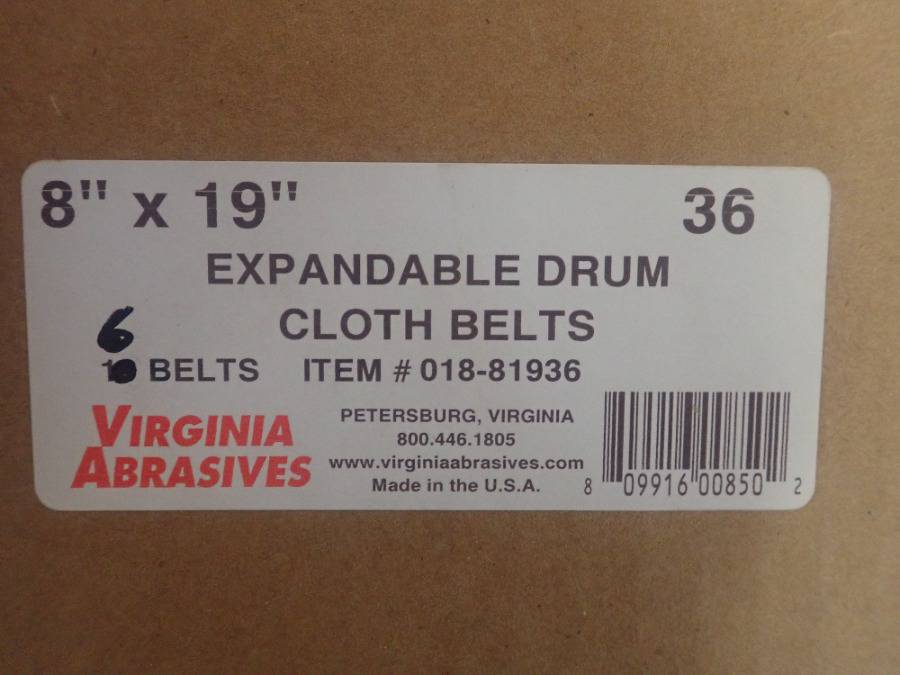 8" x 19" 36
EXPANDABLE DRUM
CLOTH BELTS
6
BELTS ITEM # 018-81936
VIRGINIA
ABRASIVES
PETERSBURG, VIRGINIA
800.446.1805
www.virginiaabrasives.com
Made in the U.S.A.
8 09916 00850 2